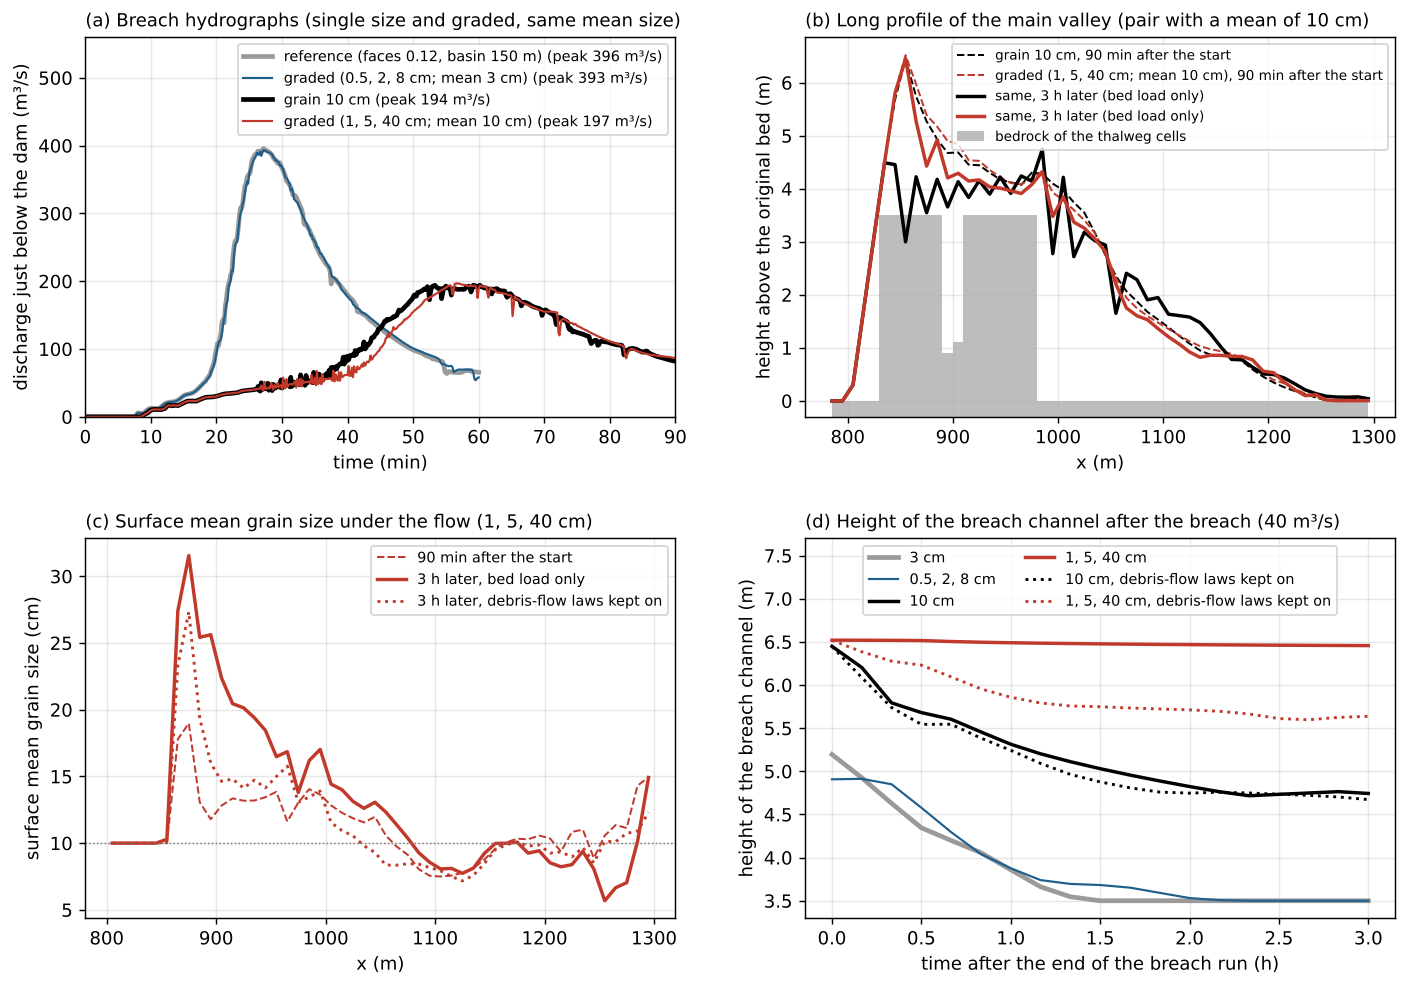 (a) Breach hydrographs (single size and graded, same mean size)
discharge just below the dam (m³/s)
500
400
300
200
100
0
reference (faces 0.12, basin 150 m) (peak 396 m³/s)
graded (0.5, 2, 8 cm; mean 3 cm) (peak 393 m³/s)
grain 10 cm (peak 194 m³/s)
graded (1, 5, 40 cm; mean 10 cm) (peak 197 m³/s)
0 10 20 30 40 50 60 70 80 90
time (min)
(b) Long profile of the main valley (pair with a mean of 10 cm)
height above the original bed (m)
6
5
4
3
2
1
0
grain 10 cm, 90 min after the start
graded (1, 5, 40 cm; mean 10 cm), 90 min after the start
same, 3 h later (bed load only)
same, 3 h later (bed load only)
bedrock of the thalweg cells
800 900 1000 1100 1200 1300
x (m)
(c) Surface mean grain size under the flow (1, 5, 40 cm)
surface mean grain size (cm)
30
25
20
15
10
5
90 min after the start
3 h later, bed load only
3 h later, debris-flow laws kept on
800 900 1000 1100 1200 1300
x (m)
(d) Height of the breach channel after the breach (40 m³/s)
height of the breach channel (m)
7.5
7.0
6.5
6.0
5.5
5.0
4.5
4.0
3.5
3 cm
0.5, 2, 8 cm
10 cm
1, 5, 40 cm
10 cm, debris-flow laws kept on
1, 5, 40 cm, debris-flow laws kept on
0.0 0.5 1.0 1.5 2.0 2.5 3.0
time after the end of the breach run (h)